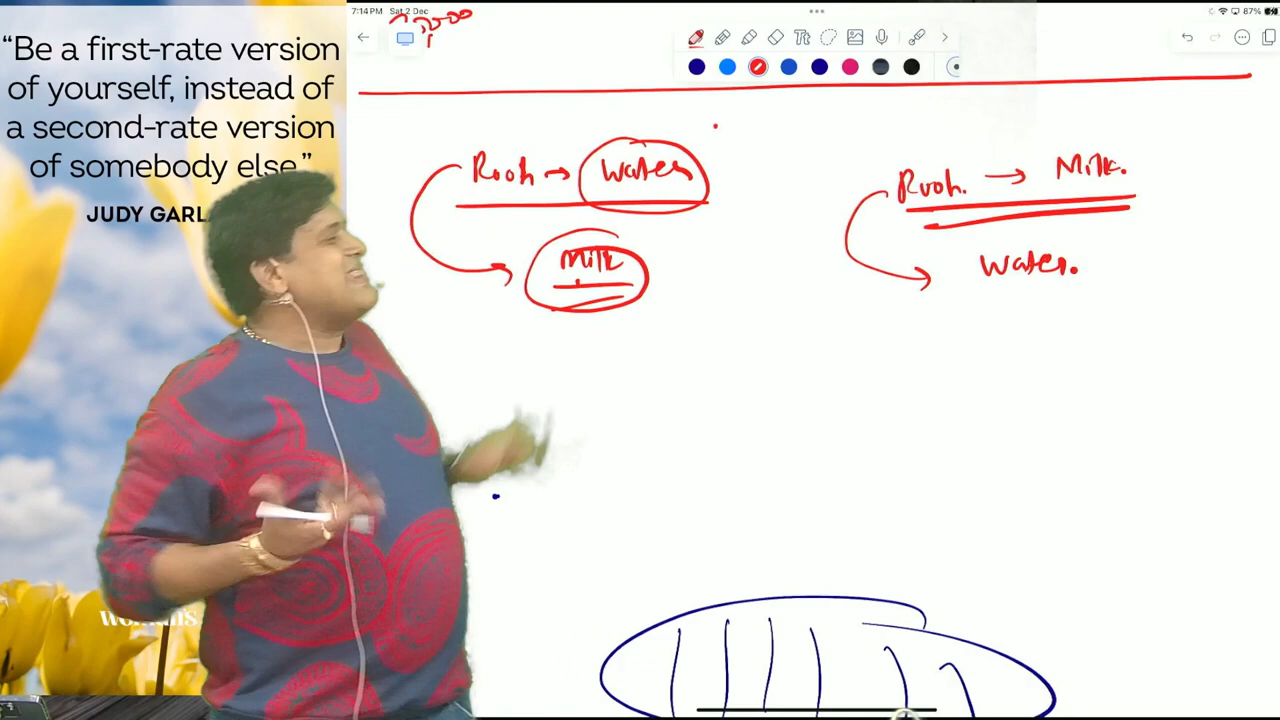 “Be a first-rate version
of yourself, instead of
a second-rate version
of somebody else.”
JUDY GARL
7:14 PM Sat 2 Dec
87%
Rooh → Water
Milk
Rooh. → Milk.
Water.